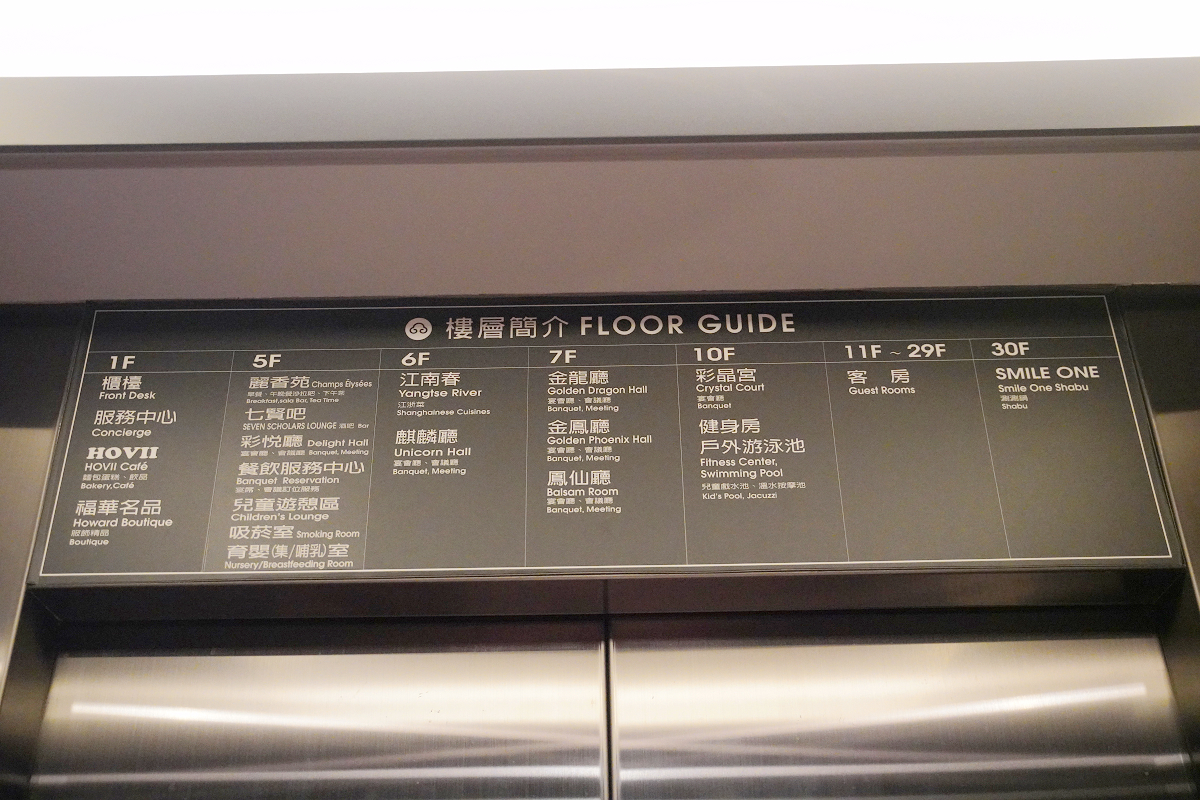 樓層簡介 FLOOR GUIDE
1F
櫃檯
Front Desk
服務中心
Concierge
HOVII
HOVII Café
麵包蛋糕、飲品
Bakery,Café
福華名品
Howard Boutique
服飾精品
Boutique
5F
麗香苑 Champs Élysées
早餐、午晚餐沙拉吧、下午茶
Breakfast,sala Bar, Tea Time
七賢吧
SEVEN SCHOLARS LOUNGE 酒吧 Bar
彩悅廳 Delight Hall
宴會廳、會議廳 Banquet, Meeting
餐飲服務中心
Banquet Reservation
宴席、會議訂位服務
兒童遊憩區
Children's Lounge
吸菸室 Smoking Room
育嬰(集/哺乳)室
Nursery/Breastfeeding Room
6F
江南春
Yangtse River
江浙菜
Shanghainese Cuisines
麒麟廳
Unicorn Hall
宴會廳、會議廳
Banquet, Meeting
7F
金龍廳
Golden Dragon Hall
宴會廳、會議廳
Banquet, Meeting
金鳳廳
Golden Phoenix Hall
宴會廳、會議廳
Banquet, Meeting
鳳仙廳
Balsam Room
宴會廳、會議廳
Banquet, Meeting
10F
彩晶宮
Crystal Court
宴會廳
Banquet
健身房
戶外游泳池
Fitness Center,
Swimming Pool
兒童戲水池、溫水按摩池
Kid's Pool, Jacuzzi
11F ~ 29F
客 房
Guest Rooms
30F
SMILE ONE
Smile One Shabu
涮涮鍋
Shabu